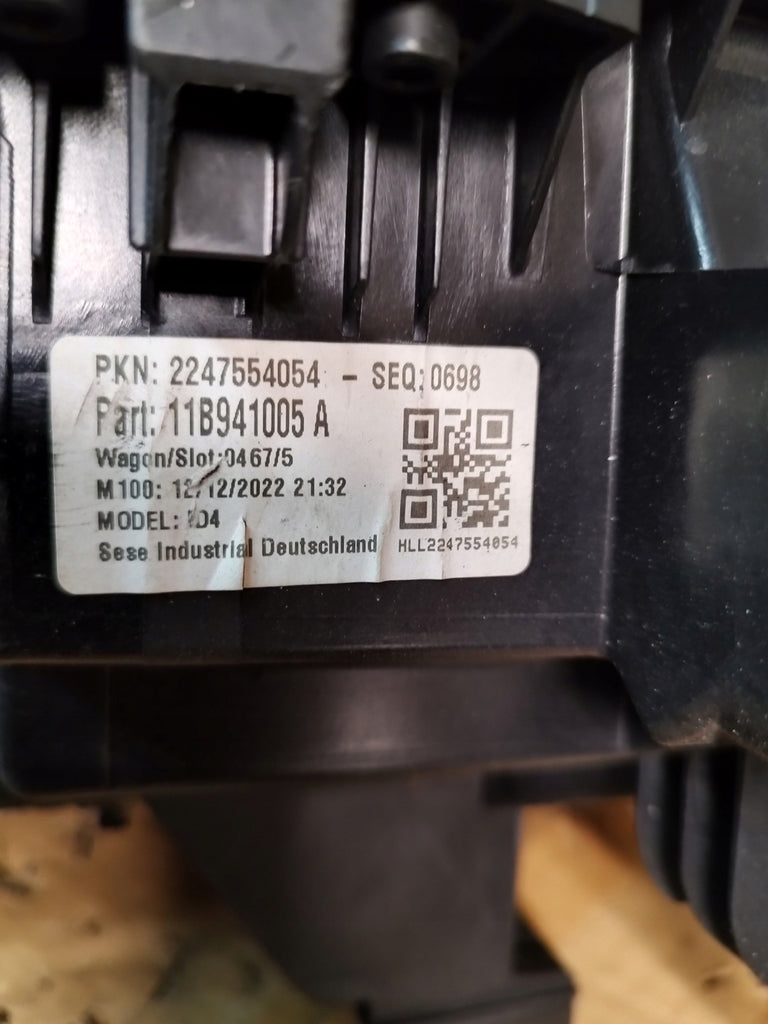 PKN: 2247554054 - SEQ:0698
Part: 11B941005 A
Wagon/Slot:0467/5
M100: 12/12/2022 21:32
MODEL: ID4
Sese Industrial Deutschland
HLL2247554054